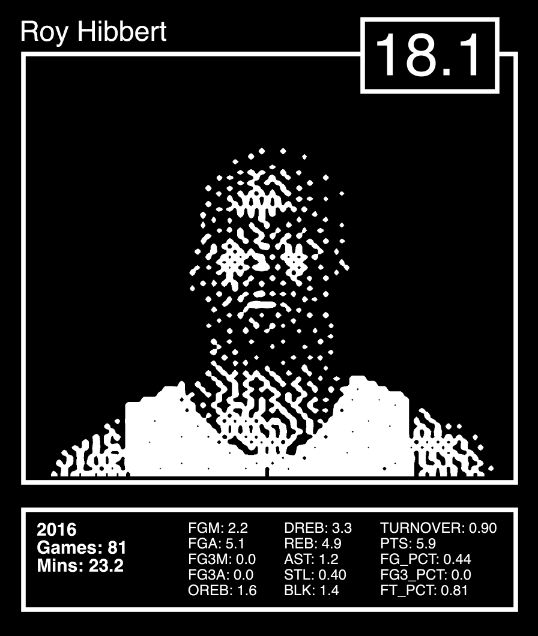 Roy Hibbert
18.1
2016
Games: 81
Mins: 23.2
FGM: 2.2
FGA: 5.1
FG3M: 0.0
FG3A: 0.0
OREB: 1.6
DREB: 3.3
REB: 4.9
AST: 1.2
STL: 0.40
BLK: 1.4
TURNOVER: 0.90
PTS: 5.9
FG_PCT: 0.44
FG3_PCT: 0.0
FT_PCT: 0.81